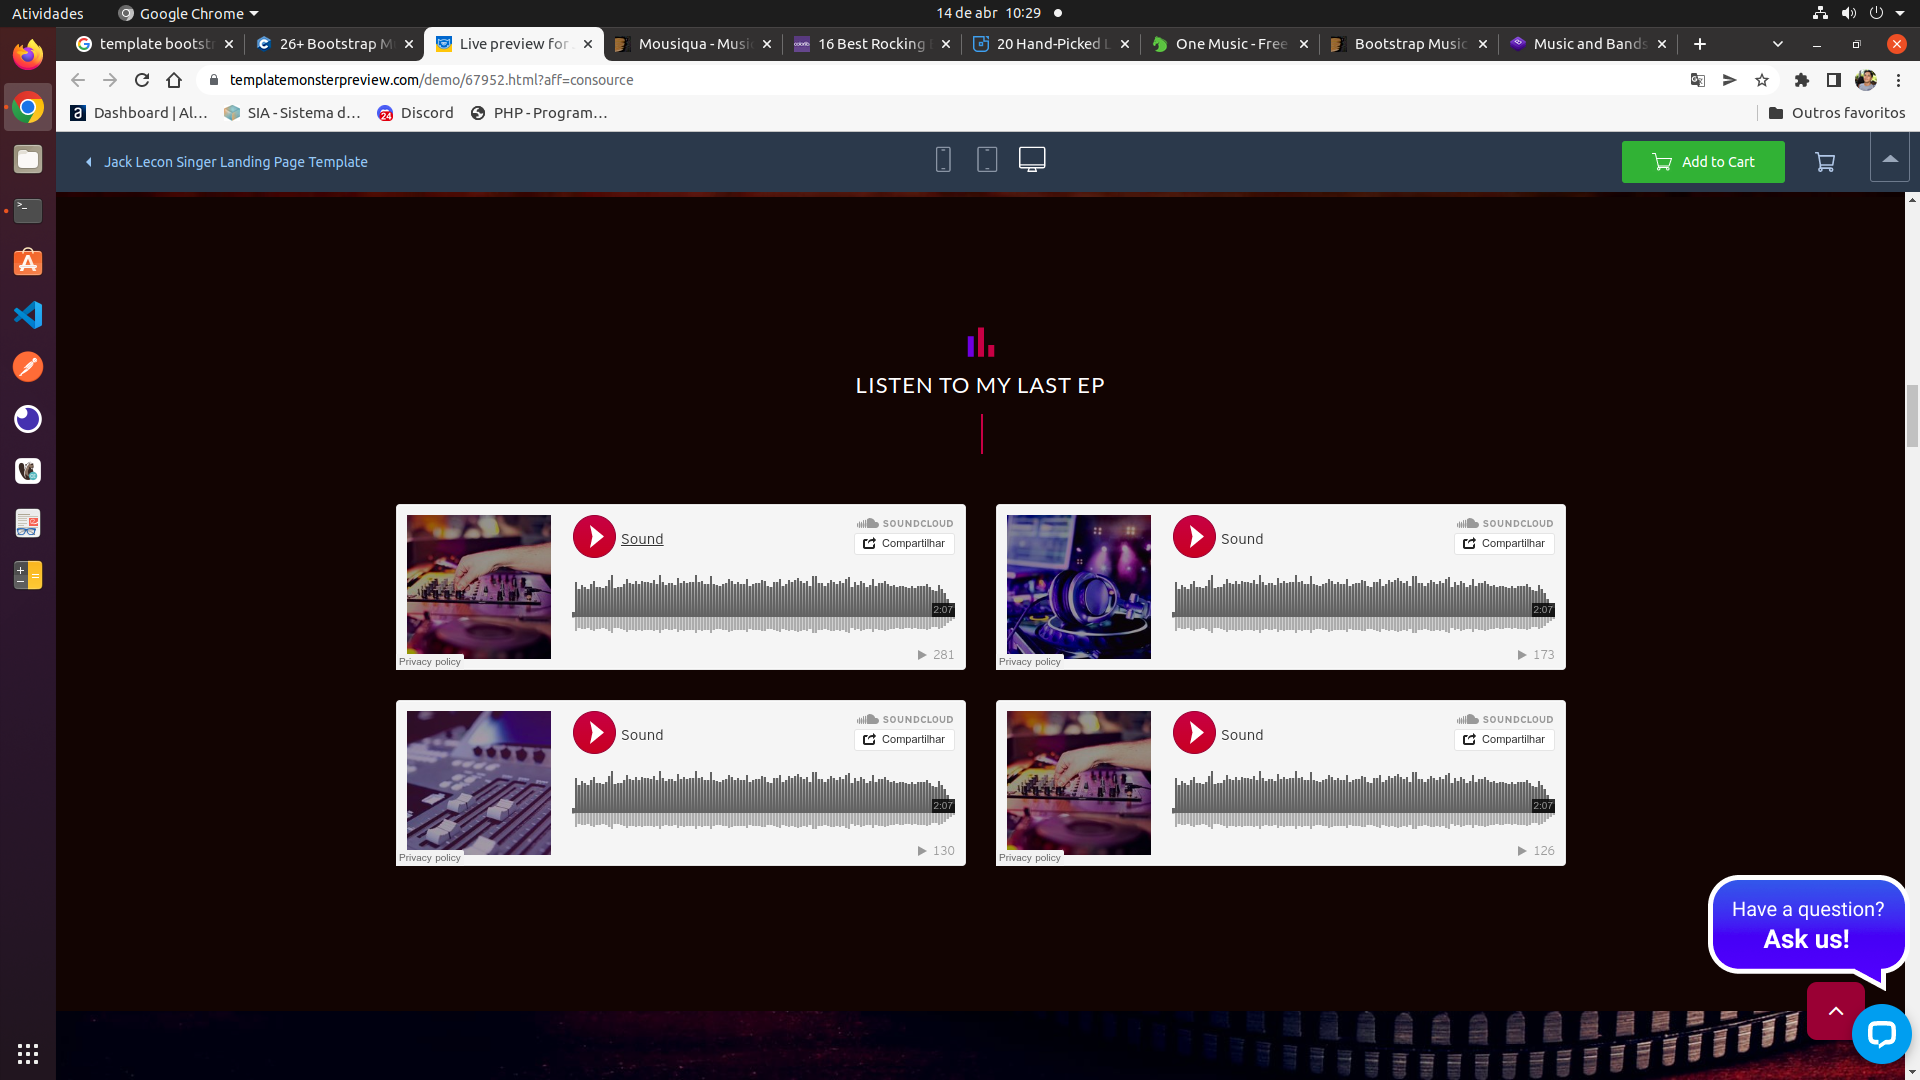 Atividades
Google Chrome
14 de abr 10:29
template bootstr
26+ Bootstrap M
Live preview for
Mousiqua - Musi
16 Best Rocking
20 Hand-Picked L
One Music - Free
Bootstrap Music
Music and Bands
templatemonsterpreview.com/demo/67952.html?aff=consource
Dashboard | Al...
SIA - Sistema d...
24
Discord
PHP - Program...
Outros favoritos
Jack Lecon Singer Landing Page Template
Add to Cart
LISTEN TO MY LAST EP
Sound
SOUNDCLOUD
Compartilhar
2:07
281
Privacy policy
Sound
SOUNDCLOUD
Compartilhar
2:07
173
Privacy policy
Sound
SOUNDCLOUD
Compartilhar
2:07
130
Privacy policy
Sound
SOUNDCLOUD
Compartilhar
2:07
126
Privacy policy
Have a question?
Ask us!